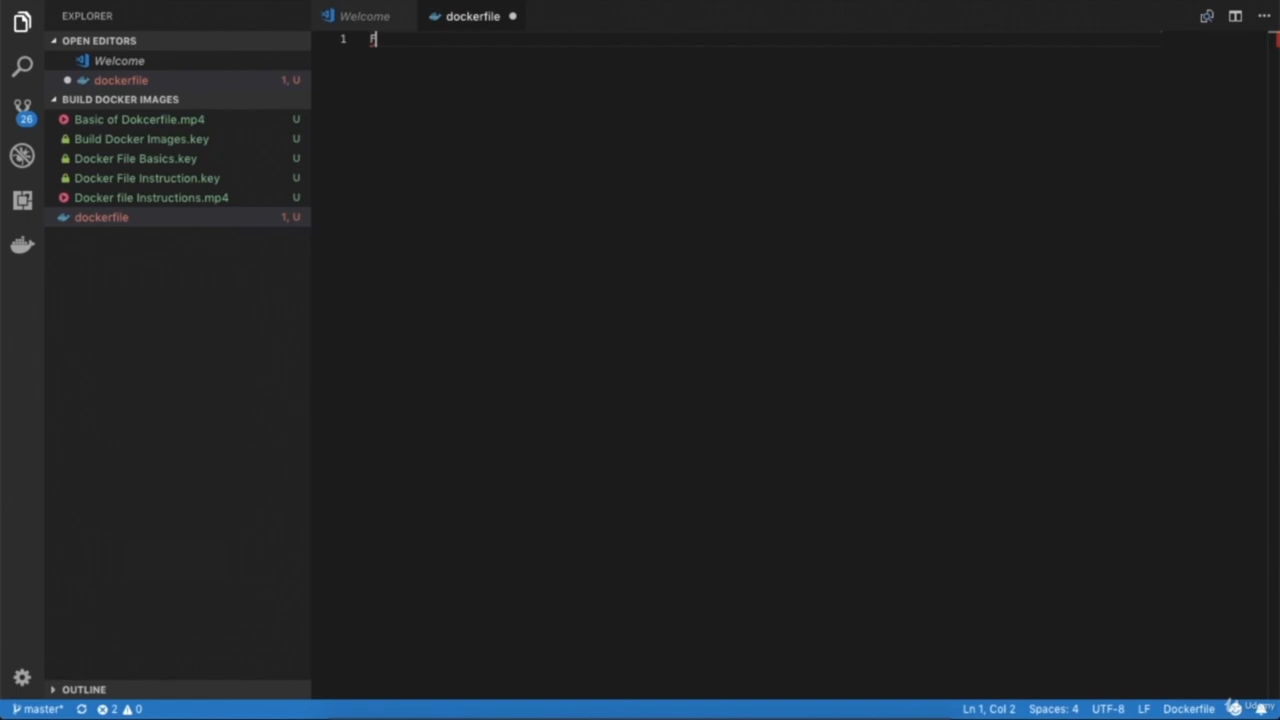 EXPLORER
Welcome
dockerfile
OPEN EDITORS
1
F
Welcome
dockerfile
1, U
BUILD DOCKER IMAGES
26
Basic of Dokcerfile.mp4
U
Build Docker Images.key
U
Docker File Basics.key
U
Docker File Instruction.key
U
Docker file Instructions.mp4
U
dockerfile
1, U
OUTLINE
master*
2
0
Ln 1, Col 2
Spaces: 4
UTF-8
LF
Dockerfile
Udemy